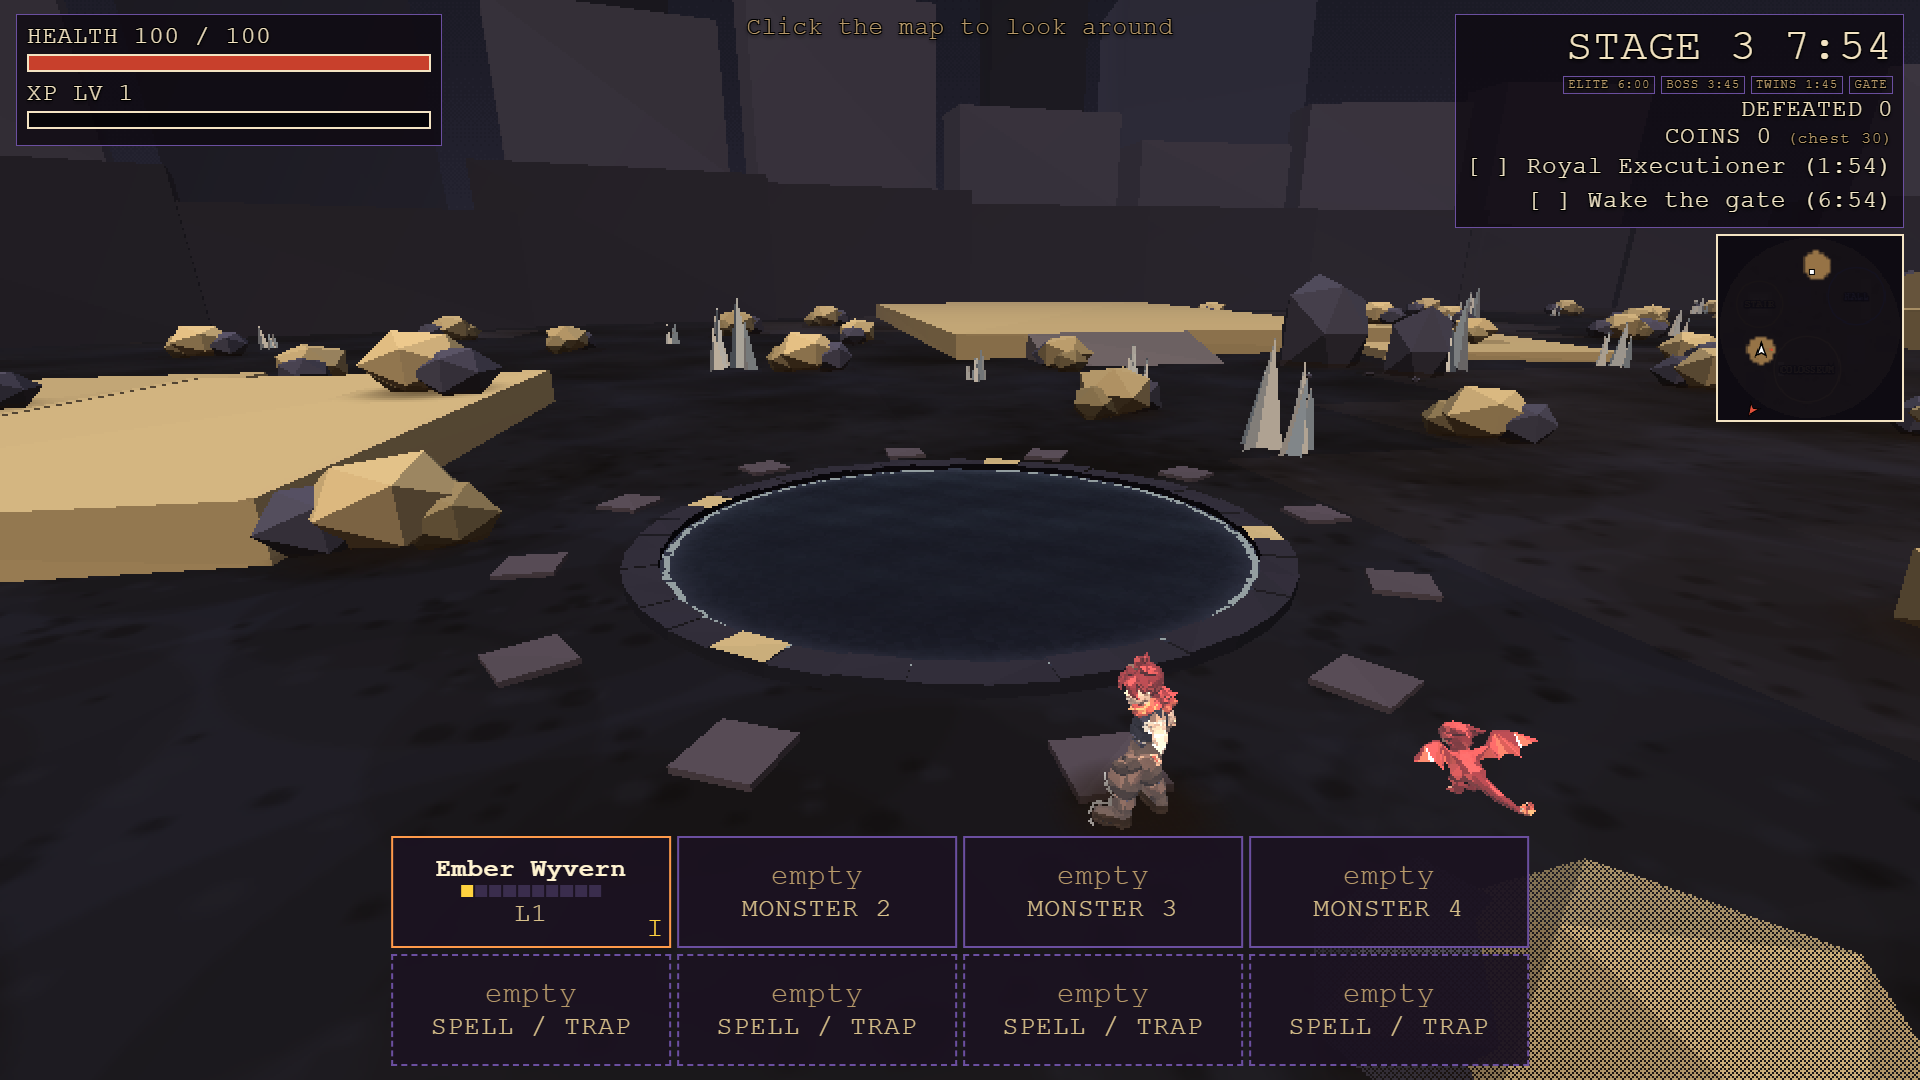 HEALTH 100 / 100
XP LV 1
Click the map to look around
STAGE 3 7:54
ELITE 6:00 BOSS 3:45 TWINS 1:45 GATE
DEFEATED 0
COINS 0 (chest 30)
[ ] Royal Executioner (1:54)
[ ] Wake the gate (6:54)
Ember Wyvern
L1
I
empty
MONSTER 2
empty
MONSTER 3
empty
MONSTER 4
empty
SPELL / TRAP
empty
SPELL / TRAP
empty
SPELL / TRAP
empty
SPELL / TRAP